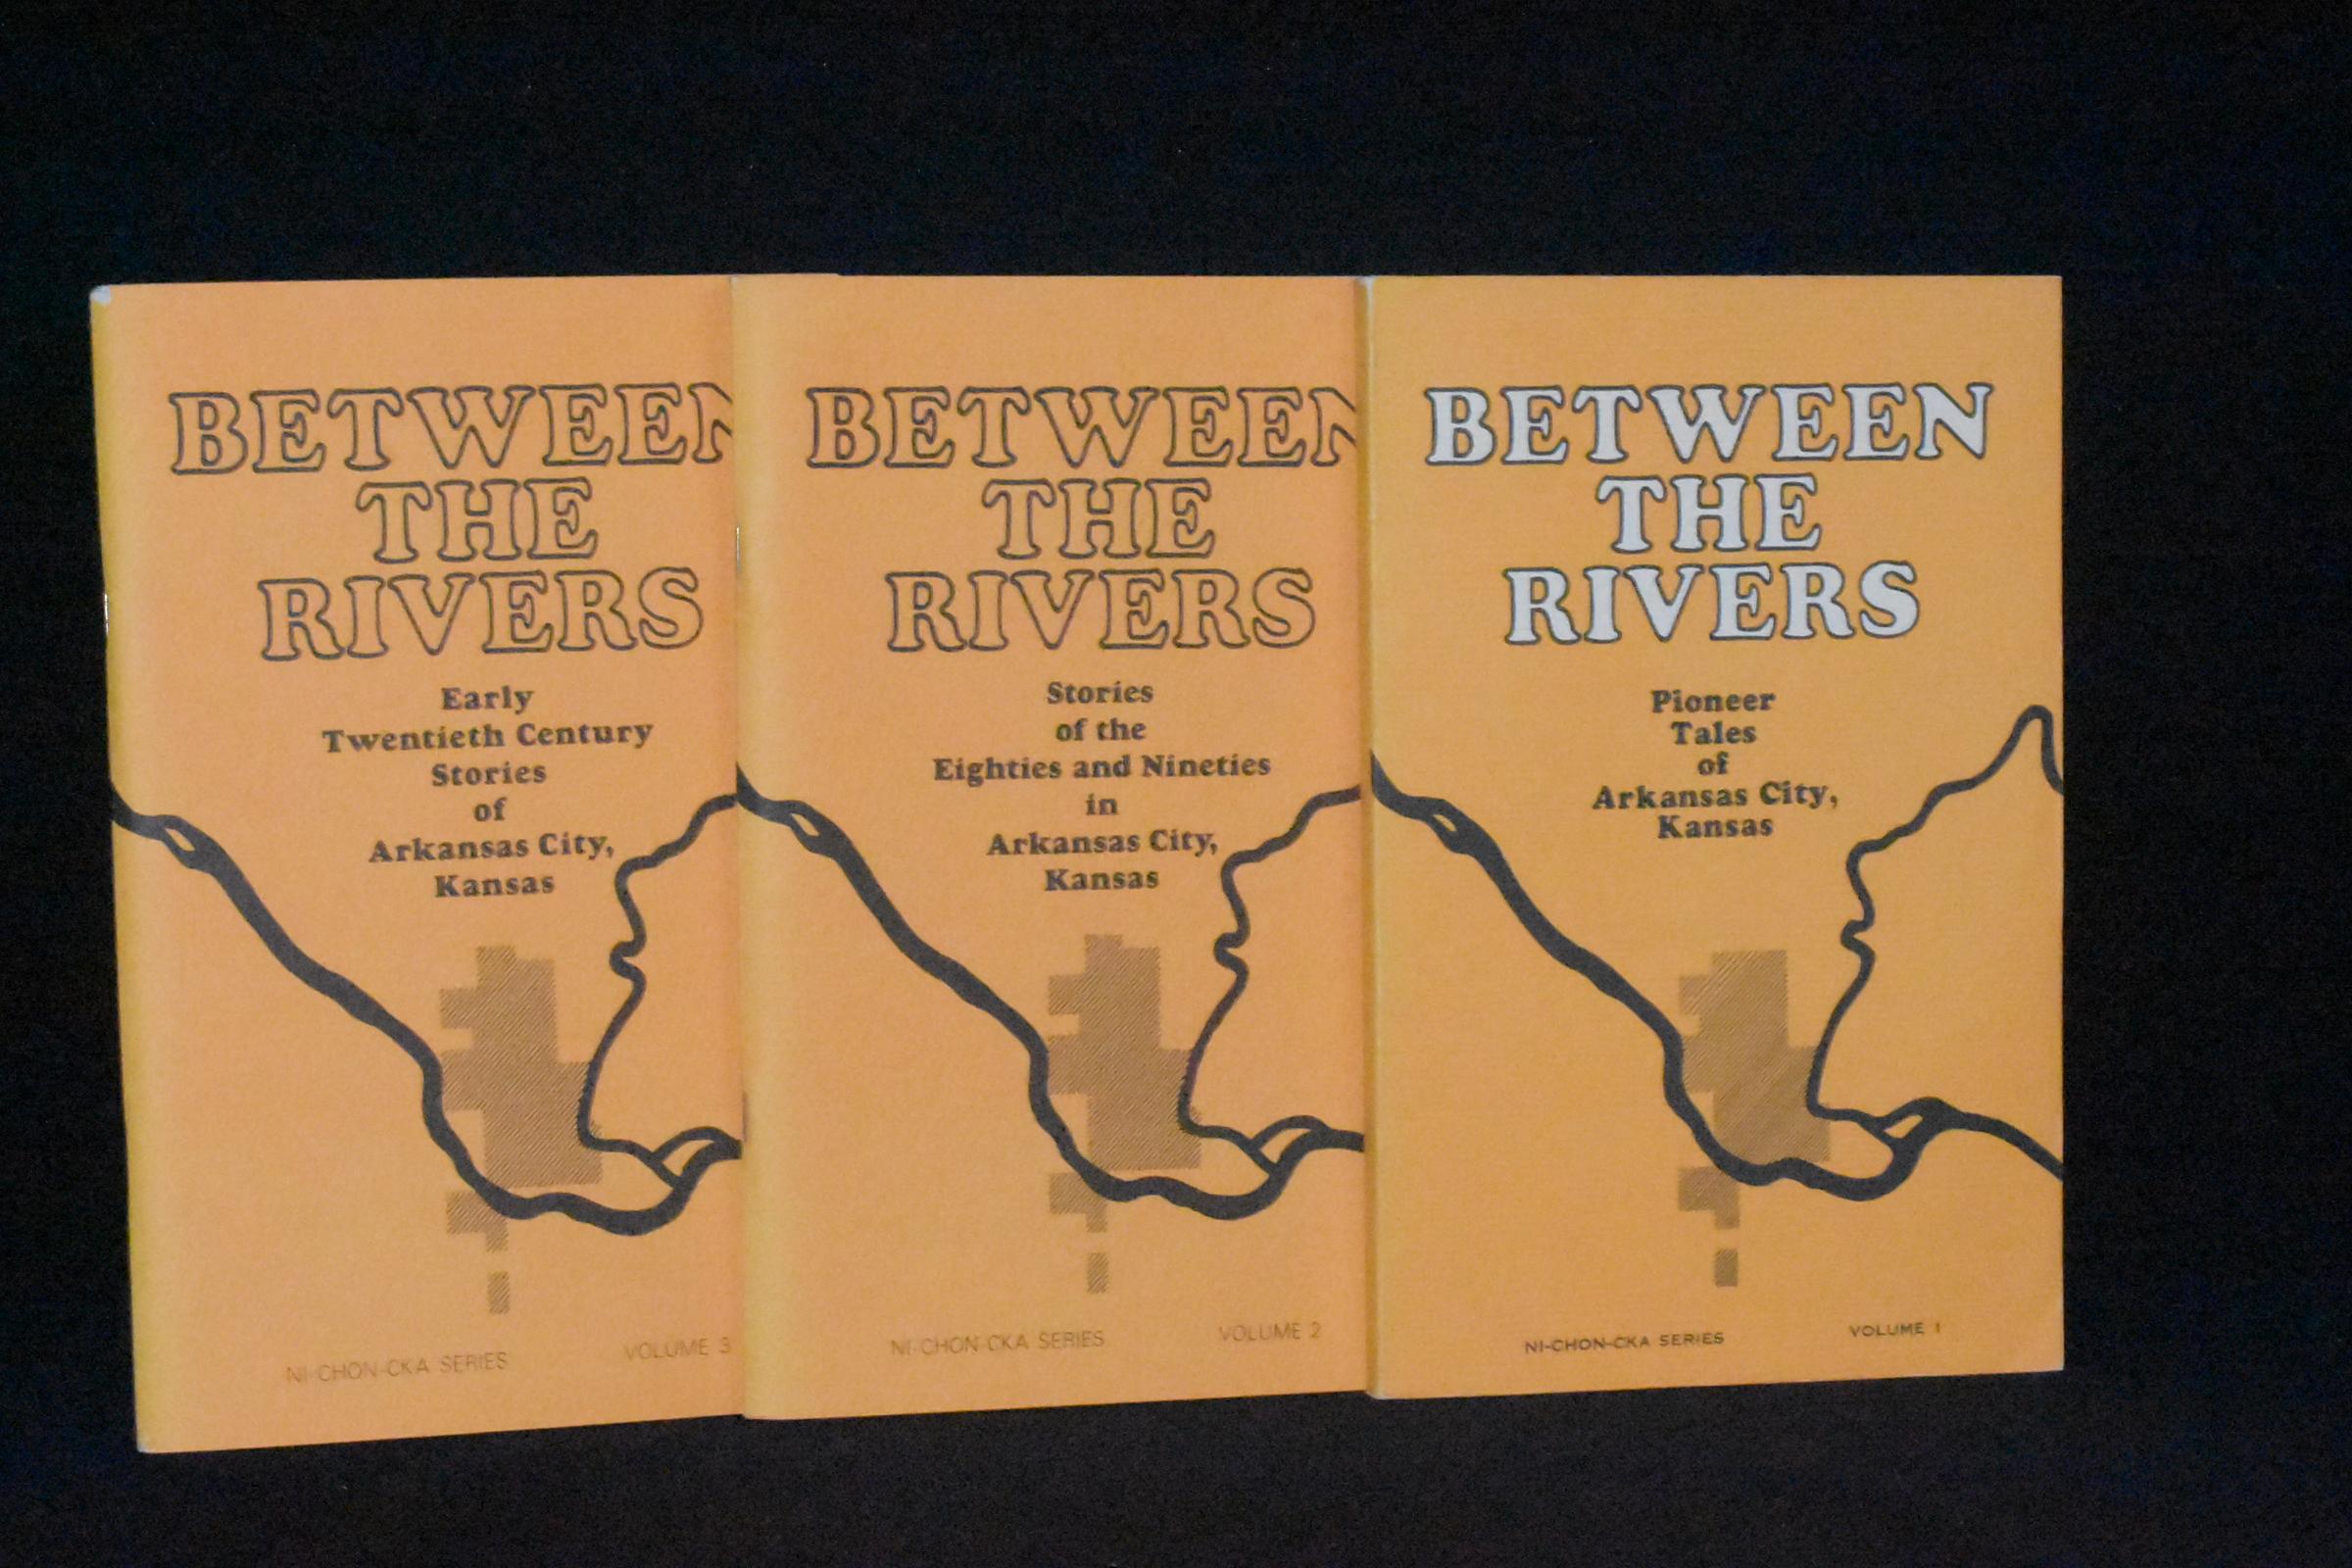 BETWEEN
THE
RIVERS
Early
Twentieth Century
Stories
of
Arkansas City,
Kansas
NI-CHON-CKA SERIES
VOLUME 3
BETWEEN
THE
RIVERS
Stories
of the
Eighties and Nineties
in
Arkansas City,
Kansas
NI-CHON-CKA SERIES
VOLUME 2
BETWEEN
THE
RIVERS
Pioneer
Tales
of
Arkansas City,
Kansas
NI-CHON-CKA SERIES
VOLUME 1